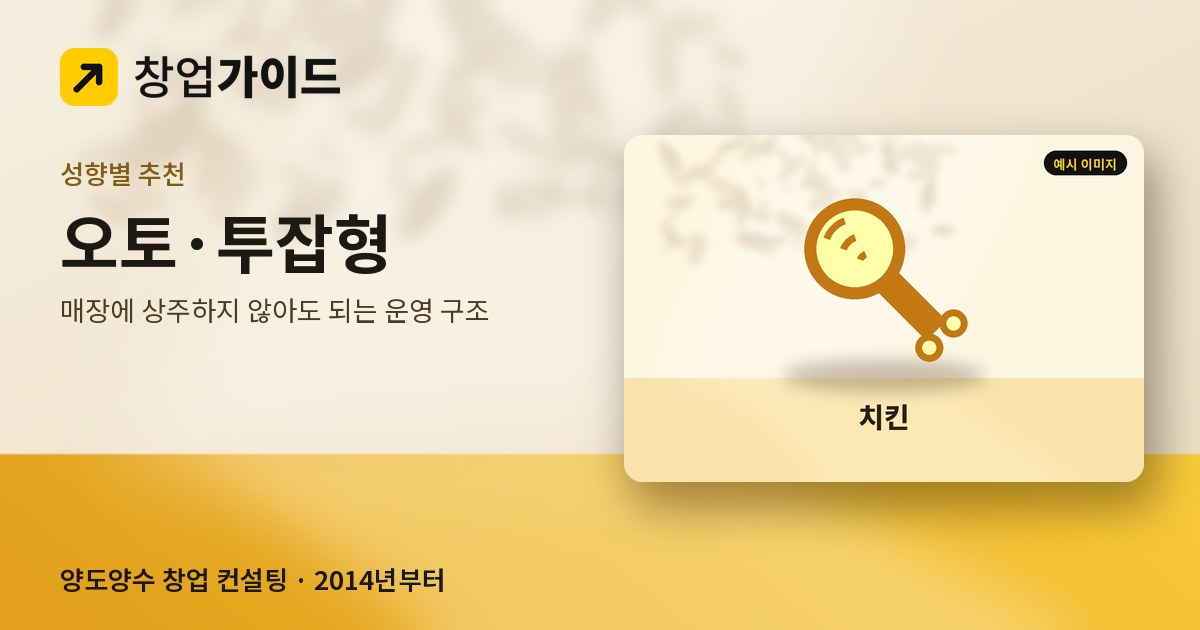 창업가이드
성향별 추천
오토·투잡형
매장에 상주하지 않아도 되는 운영 구조
예시 이미지
치킨
양도양수 창업 컨설팅 · 2014년부터